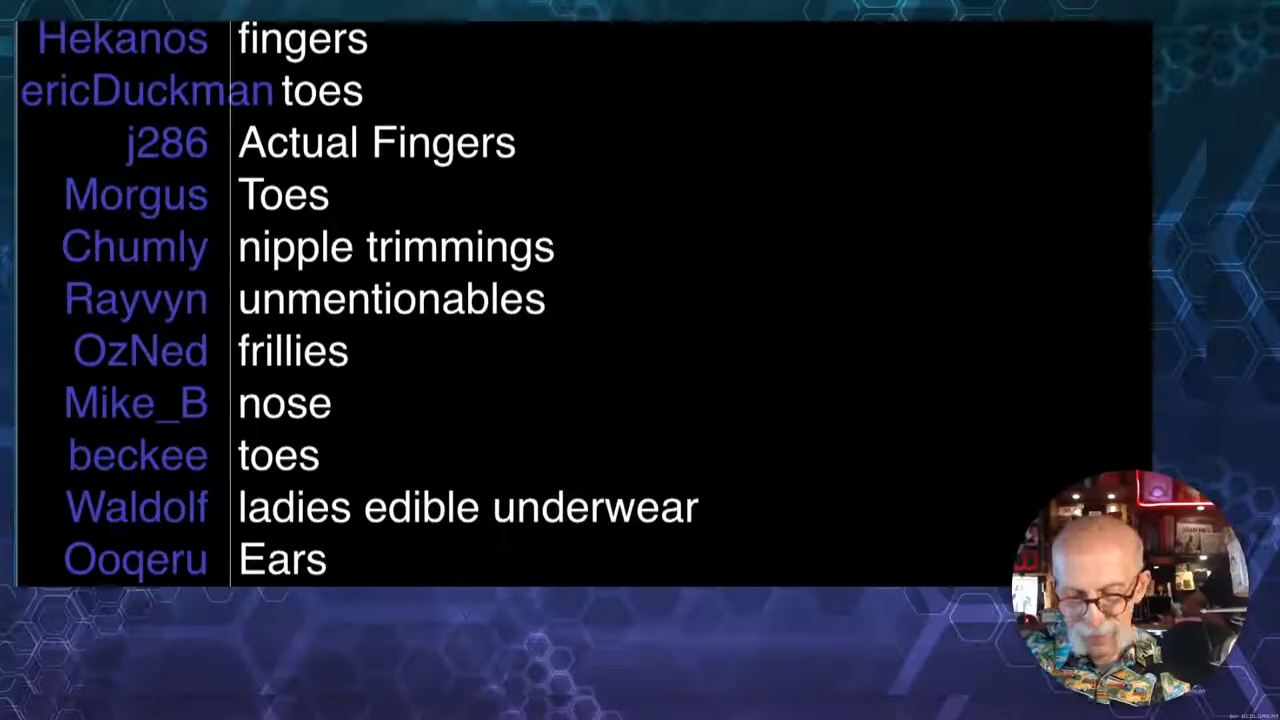 Hekanos fingers
ericDuckman toes
j286 Actual Fingers
Morgus Toes
Chumly nipple trimmings
Rayvyn unmentionables
OzNed frillies
Mike_B nose
beckee toes
Waldolf ladies edible underwear
Ooqeru Ears